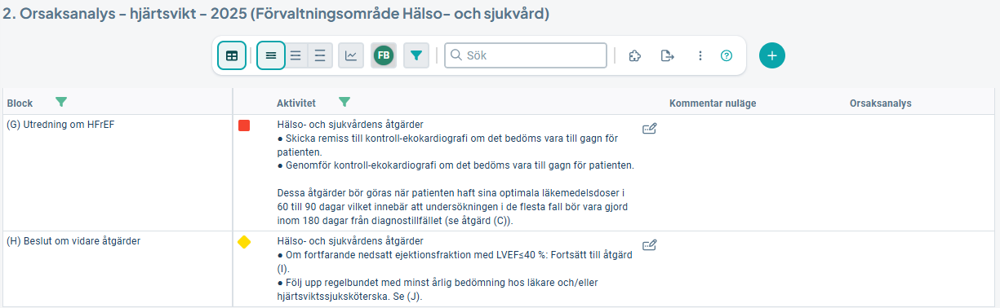 2. Orsaksanalys – hjärtsvikt – 2025 (Förvaltningsområde Hälso- och sjukvård)
FB
Sök
Block
Aktivitet
Kommentar nuläge
Orsaksanalys
(G) Utredning om HFrEF
Hälso- och sjukvårdens åtgärder
● Skicka remiss till kontroll-ekokardiografi om det bedöms vara till gagn för
patienten.
● Genomför kontroll-ekokardiografi om det bedöms vara till gagn för patienten.
Dessa åtgärder bör göras när patienten haft sina optimala läkemedelsdoser i
60 till 90 dagar vilket innebär att undersökningen i de flesta fall bör vara gjord
inom 180 dagar från diagnostillfället (se åtgärd (C)).
(H) Beslut om vidare åtgärder
Hälso- och sjukvårdens åtgärder
● Om fortfarande nedsatt ejektionsfraktion med LVEF≤40 %: Fortsätt till åtgärd
(I).
● Följ upp regelbundet med minst årlig bedömning hos läkare och/eller
hjärtsviktssjuksköterska. Se (J).